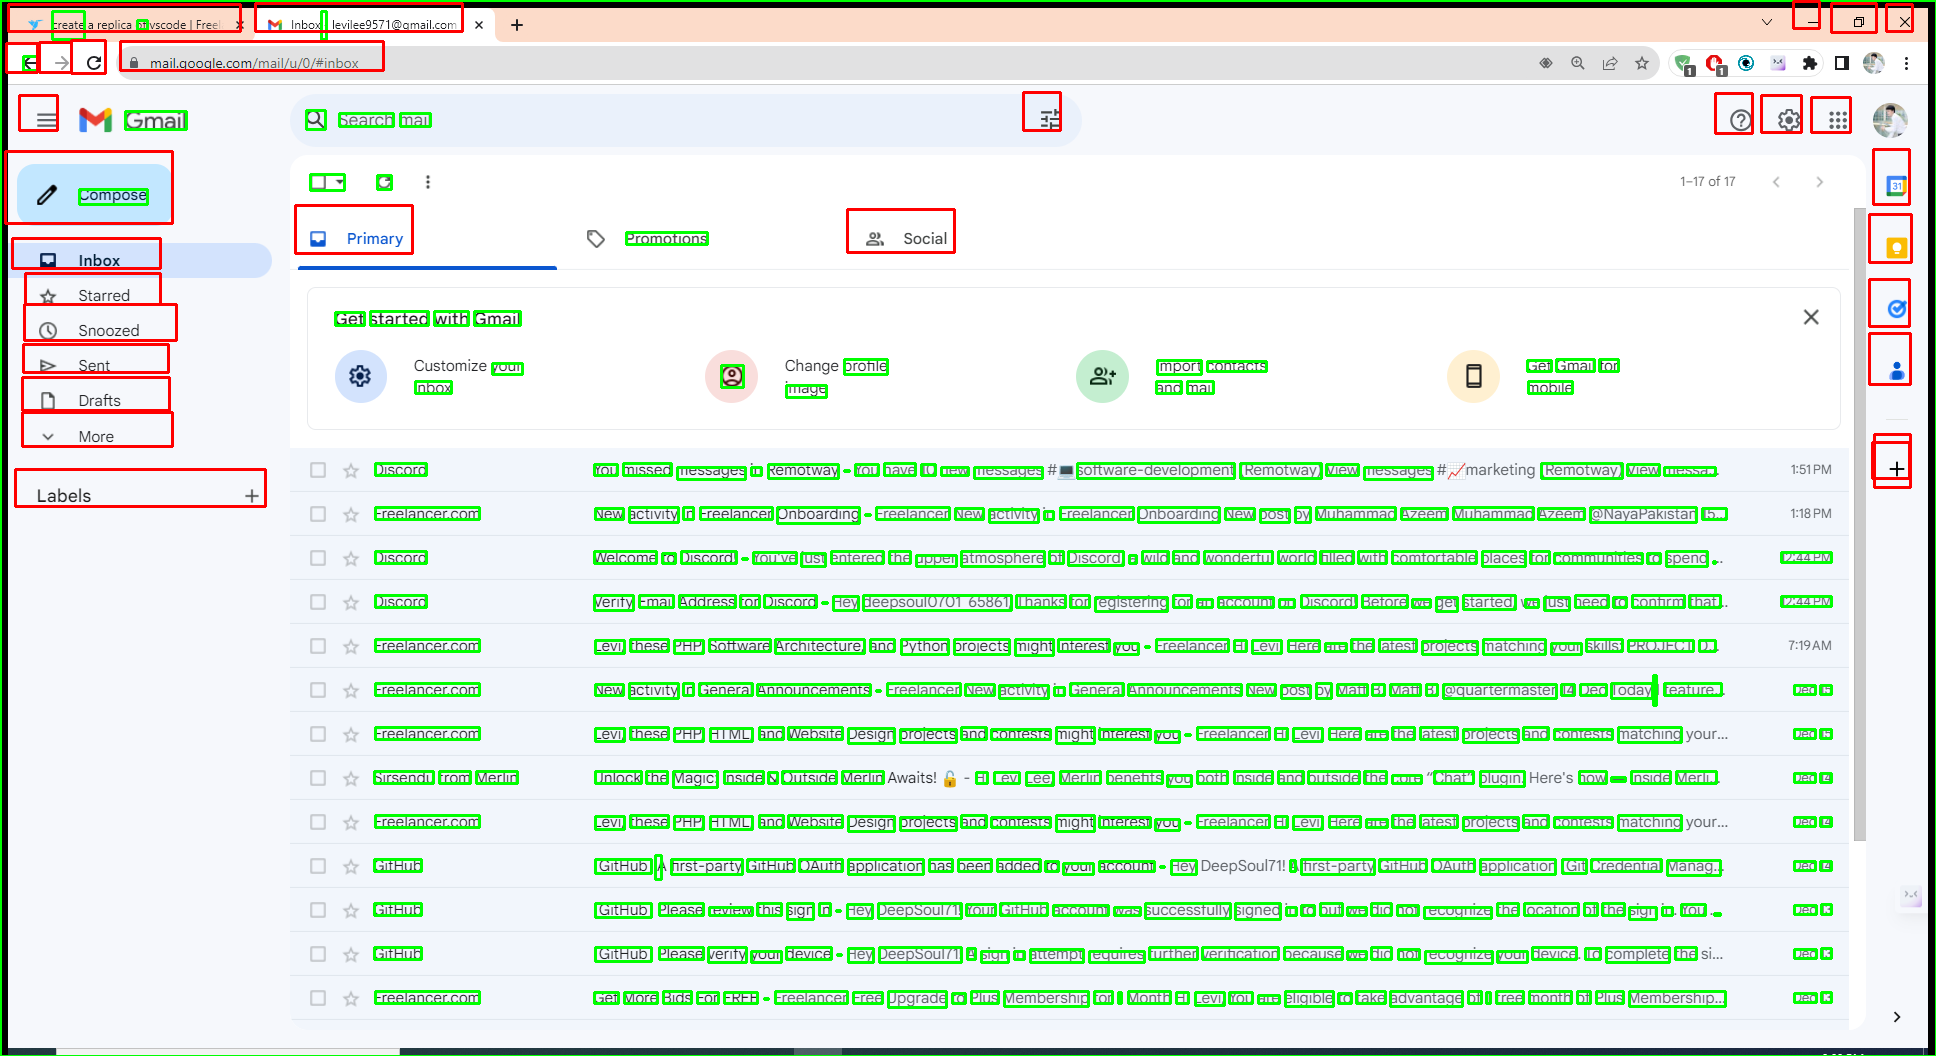 create a replica of vscode | Free
Inbox levilee9571@gmail.com
mail.google.com/mail/u/0/#inbox
1
1
Gmail
Search mail
Compose
1–17 of 17
31
Primary
Promotions
Social
Inbox
Starred
Snoozed
Sent
Drafts
More
Labels
Get started with Gmail
Customize your inbox
Change profile image
Import contacts and mail
Get Gmail for mobile
Discord You missed messages in Remotway - You have 10 new messages #💻software-development (Remotway) View messages #📈marketing (Remotway) View messa... 1:51 PM
Freelancer.com New activity in Freelancer Onboarding - Freelancer New activity in Freelancer Onboarding New post by Muhammad Azeem Muhammad Azeem @NayaPakistan 15... 1:18 PM
Discord Welcome to Discord! - You've just entered the upper atmosphere of Discord a wild and wonderful world filled with comfortable places for communities to spend ... 12:44 PM
Discord Verify Email Address for Discord - Hey deepsoul0701_65861, Thanks for registering for an account on Discord! Before we get started, we just need to confirm that... 12:44 PM
Freelancer.com Levi, these PHP, Software Architecture, and Python projects might interest you - Freelancer Hi Levi, Here are the latest projects matching your skills: PROJECT D... 7:19 AM
Freelancer.com New activity in General Announcements - Freelancer New activity in General Announcements New post by Matt B. Matt B. @quartermaster 14 Dec Today feature... Dec 15
Freelancer.com Levi, these PHP, HTML, and Website Design projects and contests might interest you - Freelancer Hi Levi, Here are the latest projects and contests matching your... Dec 15
Sirsendu from Merlin Unlock the Magic: Inside & Outside Merlin Awaits! 🔓 - Hi Levi Lee, Merlin benefits you both inside and outside the core "Chat" plugin. Here's how — Inside Merli... Dec 14
Freelancer.com Levi, these PHP, HTML, and Website Design projects and contests might interest you - Freelancer Hi Levi, Here are the latest projects and contests matching your... Dec 14
GitHub [GitHub] A first-party GitHub OAuth application has been added to your account - Hey DeepSoul71! A first-party GitHub OAuth application (Git Credential Manag... Dec 14
GitHub [GitHub] Please review this sign in - Hey DeepSoul71! Your GitHub account was successfully signed in to but we did not recognize the location of the sign in. You ... Dec 13
GitHub [GitHub] Please verify your device - Hey DeepSoul71! A sign in attempt requires further verification because we did not recognize your device. To complete the si... Dec 13
Freelancer.com Get More Bids For FREE - Freelancer Free Upgrade to Plus Membership for 1 Month Hi Levi, You are eligible to take advantage of 1 free month of Plus Membership... Dec 13